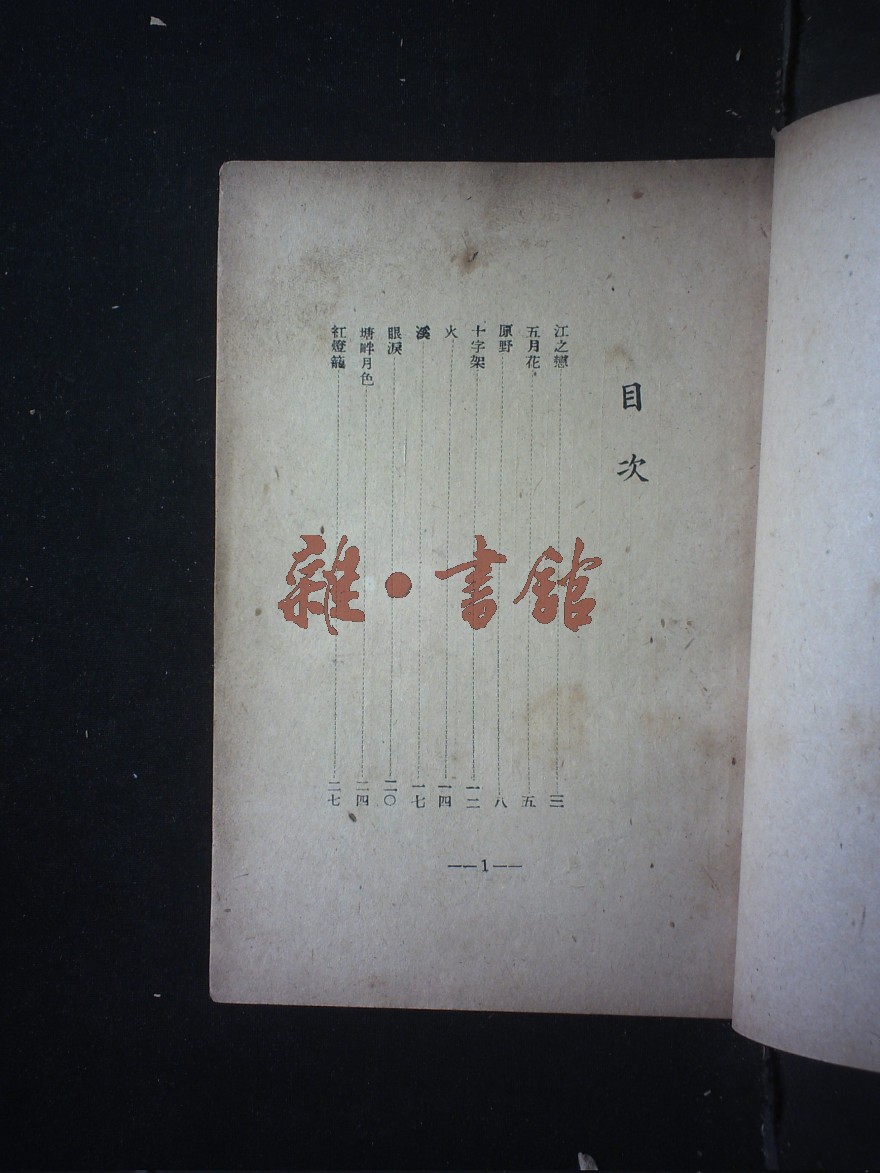 目次
江之戀 三
五月花 五
原野 八
十字架 一二
火 一四
溪 一七
眼淚 二〇
塘畔月色 二四
紅燈籠 二七
—1—
雜·書館